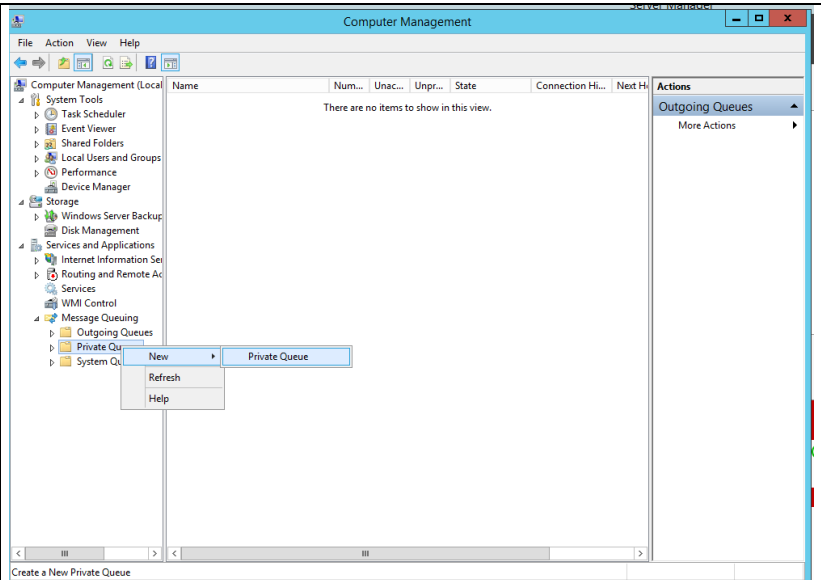 Server Manager
Computer Management
File Action View Help
Computer Management (Local
System Tools
Task Scheduler
Event Viewer
Shared Folders
Local Users and Groups
Performance
Device Manager
Storage
Windows Server Backup
Disk Management
Services and Applications
Internet Information Ser
Routing and Remote Ac
Services
WMI Control
Message Queuing
Outgoing Queues
Private Qu
System Qu
Name Num... Unac... Unpr... State Connection Hi... Next H
There are no items to show in this view.
Actions
Outgoing Queues
More Actions
New
Refresh
Help
Private Queue
Create a New Private Queue